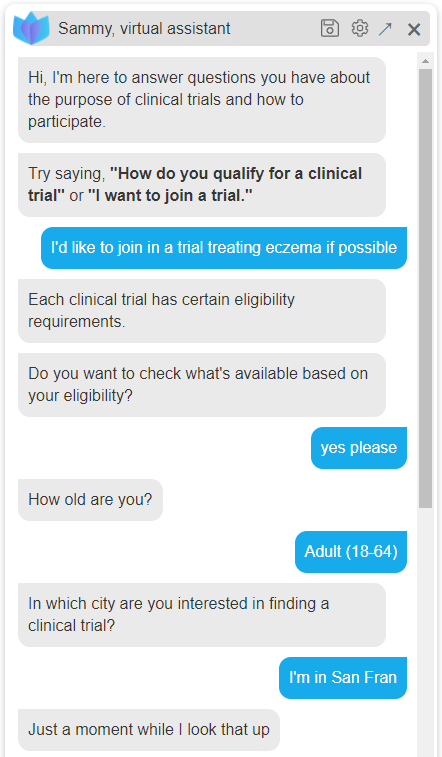 Sammy, virtual assistant
Hi, I'm here to answer questions you have about
the purpose of clinical trials and how to
participate.
Try saying, "How do you qualify for a clinical
trial" or "I want to join a trial."
I'd like to join in a trial treating eczema if possible
Each clinical trial has certain eligibility
requirements.
Do you want to check what's available based on
your eligibility?
yes please
How old are you?
Adult (18-64)
In which city are you interested in finding a
clinical trial?
I'm in San Fran
Just a moment while I look that up